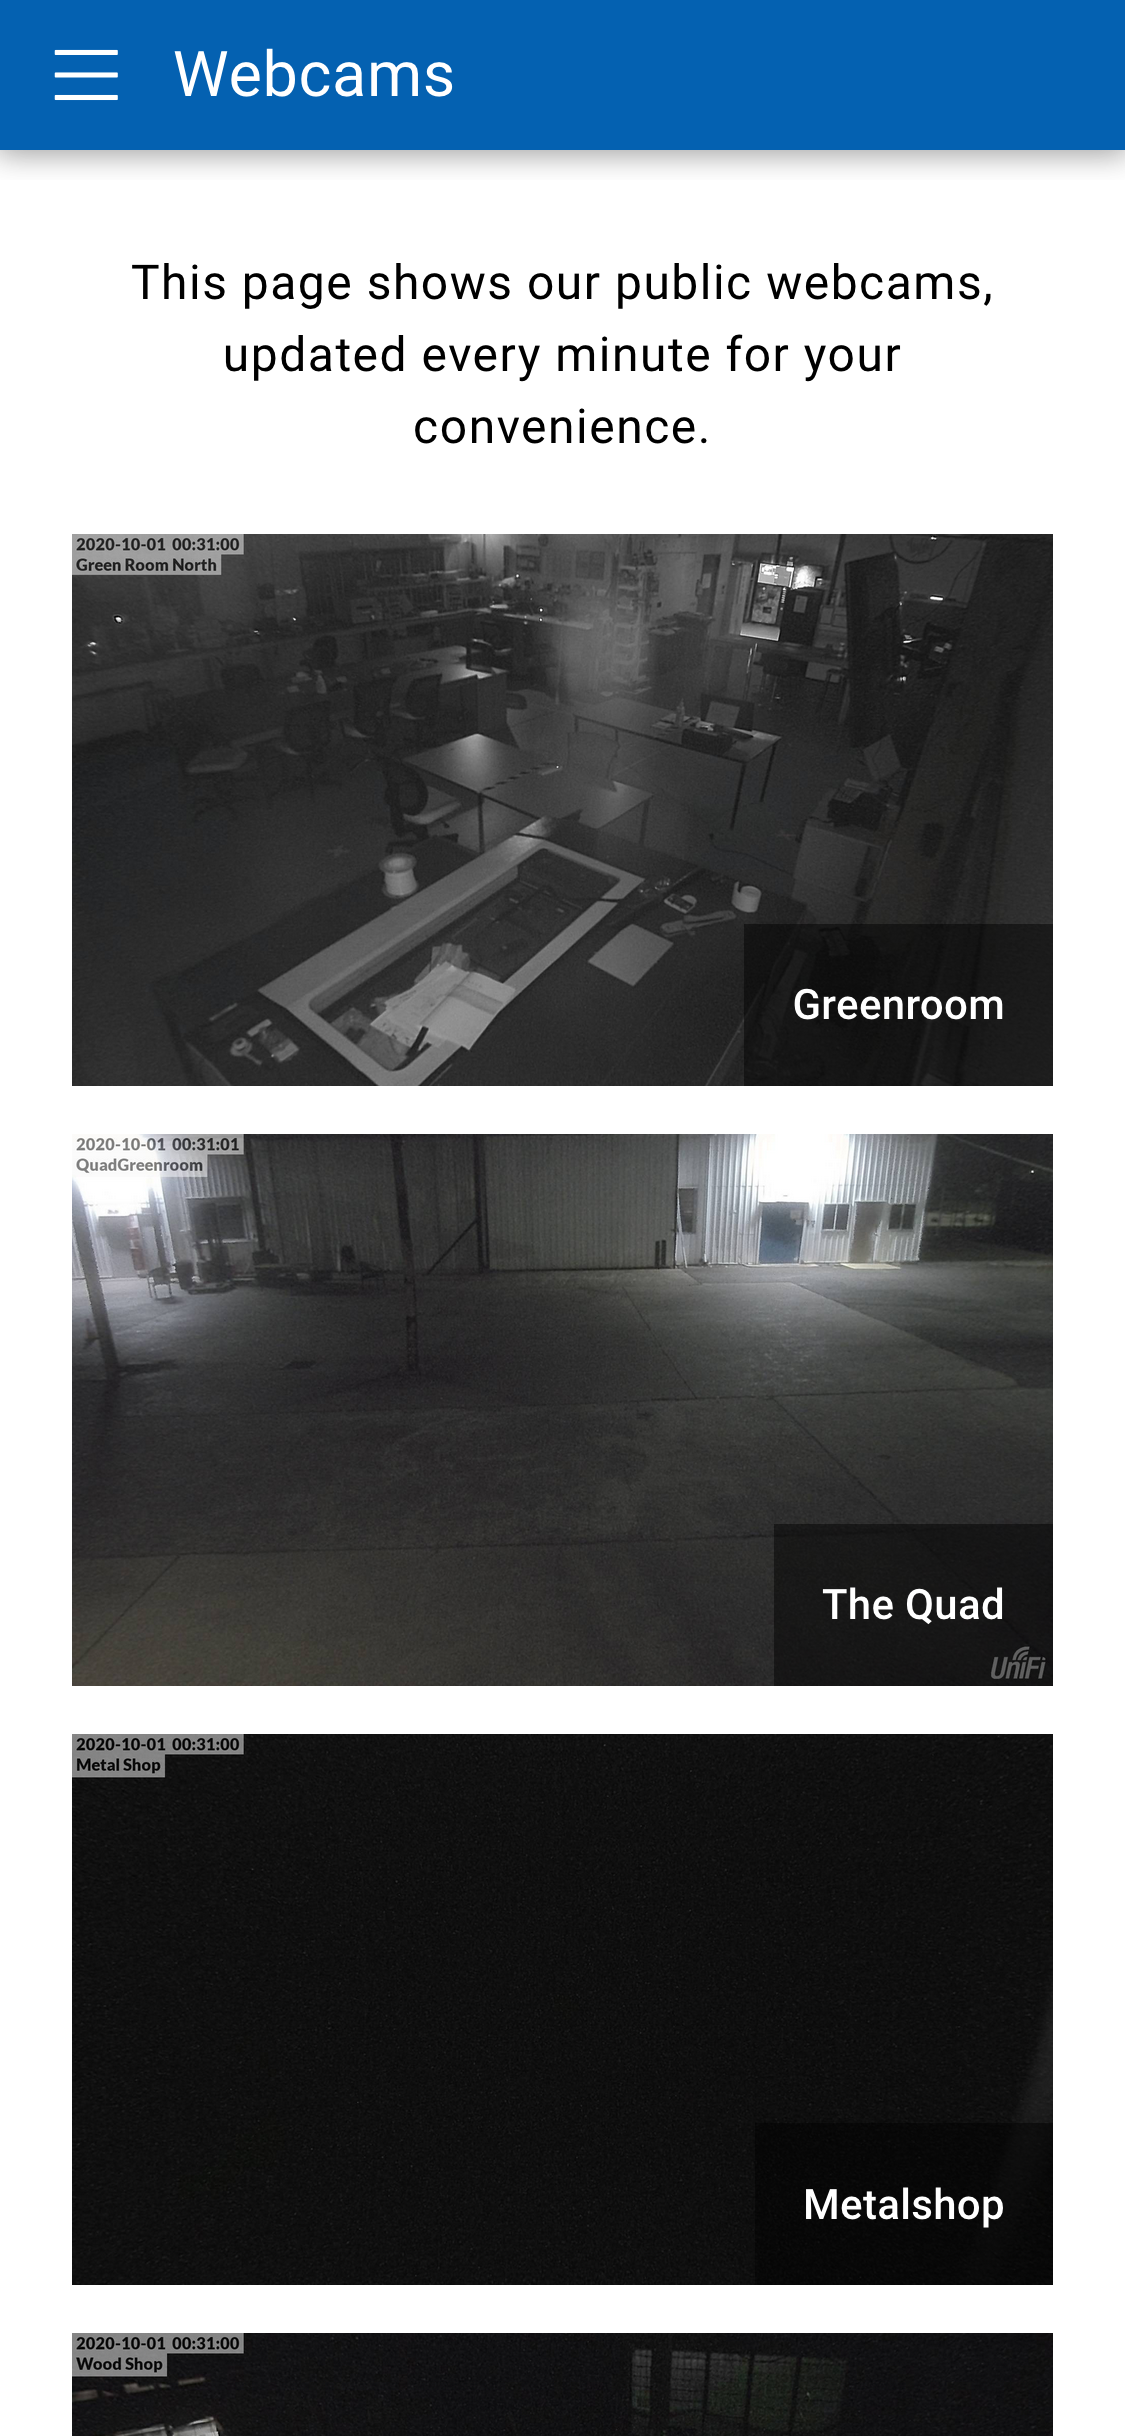 Webcams
This page shows our public webcams,
updated every minute for your
convenience.
2020-10-01 00:31:00
Green Room North
Greenroom
2020-10-01 00:31:01
QuadGreenroom
The Quad
UniFi
2020-10-01 00:31:00
Metal Shop
Metalshop
2020-10-01 00:31:00
Wood Shop